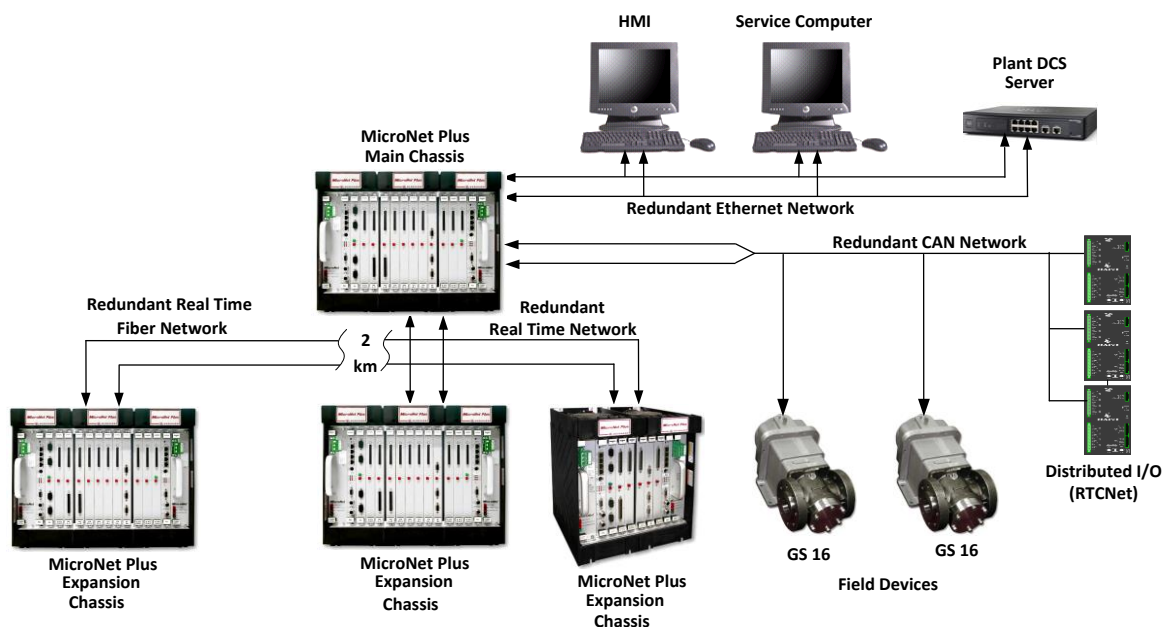 HMI
Service Computer
Plant DCS
Server
MicroNet Plus
Main Chassis
Redundant Ethernet Network
Redundant CAN Network
Redundant Real Time
Fiber Network
2
km
Redundant
Real Time Network
MicroNet Plus
MicroNet Plus
Expansion
Chassis
MicroNet Plus
Expansion
Chassis
MicroNet Plus
Expansion
Chassis
GS 16
GS 16
Field Devices
Distributed I/O
(RTCNet)